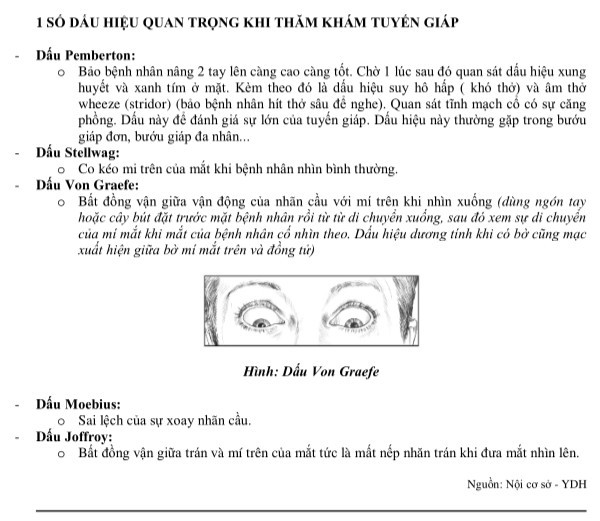 1 SỐ DẤU HIỆU QUAN TRỌNG KHI THĂM KHÁM TUYẾN GIÁP
- Dấu Pemberton:
o Bảo bệnh nhân nâng 2 tay lên càng cao càng tốt. Chờ 1 lúc sau đó quan sát dấu hiệu xung
huyết và xanh tím ở mặt. Kèm theo đó là dấu hiệu suy hô hấp ( khó thở) và âm thở
wheeze (stridor) (bảo bệnh nhân hít thở sâu để nghe). Quan sát tĩnh mạch cổ có sự căng
phồng. Dấu này để đánh giá sự lớn của tuyến giáp. Dấu hiệu này thường gặp trong bướu
giáp đơn, bướu giáp đa nhân...
- Dấu Stellwag:
o Co kéo mi trên của mắt khi bệnh nhân nhìn bình thường.
- Dấu Von Graefe:
o Bất đồng vận giữa vận động của nhãn cầu với mí trên khi nhìn xuống (dùng ngón tay
hoặc cây bút đặt trước mặt bệnh nhân rồi từ từ di chuyển xuống, sau đó xem sự di chuyển
của mí mắt khi mắt của bệnh nhân cố nhìn theo. Dấu hiệu dương tính khi có bờ cũng mạc
xuất hiện giữa bờ mí mắt trên và đồng tử)
Hình: Dấu Von Graefe
- Dấu Moebius:
o Sai lệch của sự xoay nhãn cầu.
- Dấu Joffroy:
o Bất đồng vận giữa trán và mí trên của mắt tức là mất nếp nhăn trán khi đưa mắt nhìn lên.
Nguồn: Nội cơ sở - YDH